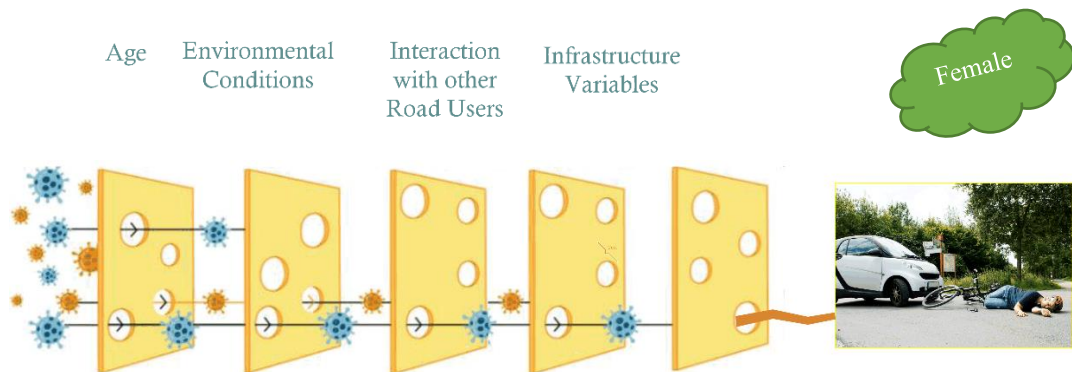 Age
Environmental
Conditions
Interaction
with other
Road Users
Infrastructure
Variables
Female